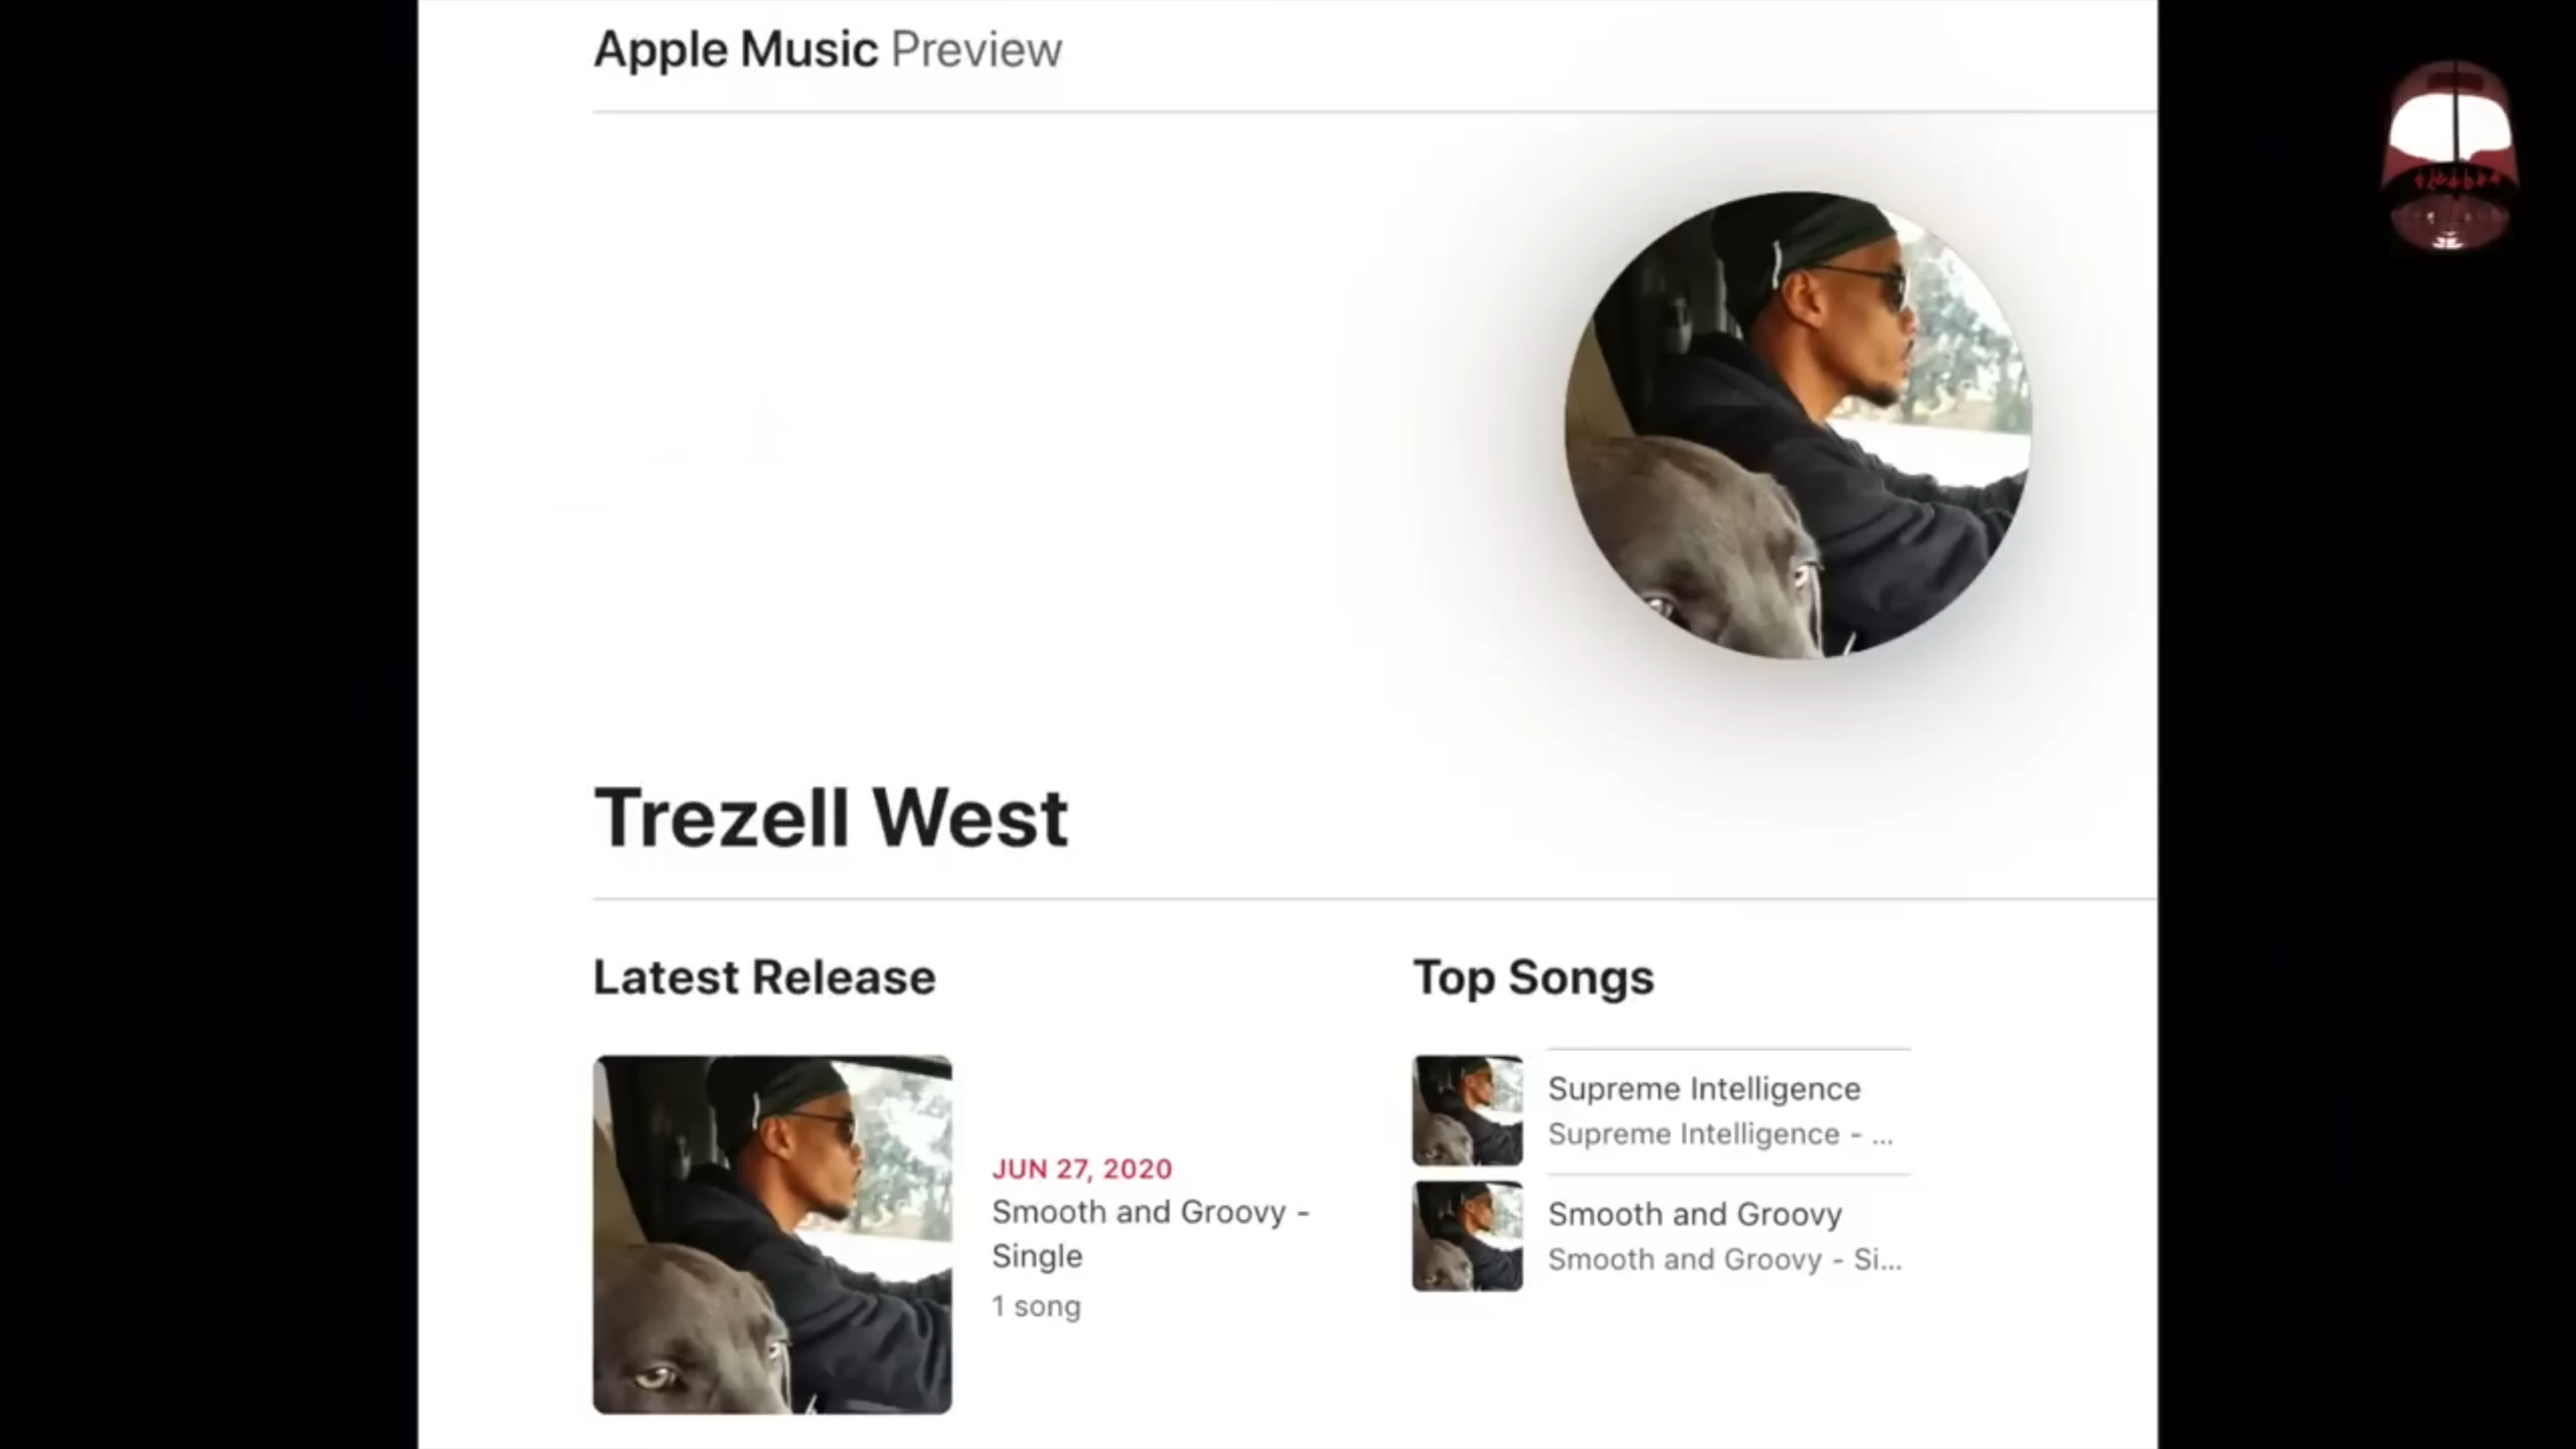 Apple Music Preview
Trezell West
Latest Release
JUN 27, 2020
Smooth and Groovy -
Single
1 song
Top Songs
Supreme Intelligence
Supreme Intelligence - ...
Smooth and Groovy
Smooth and Groovy - Si...